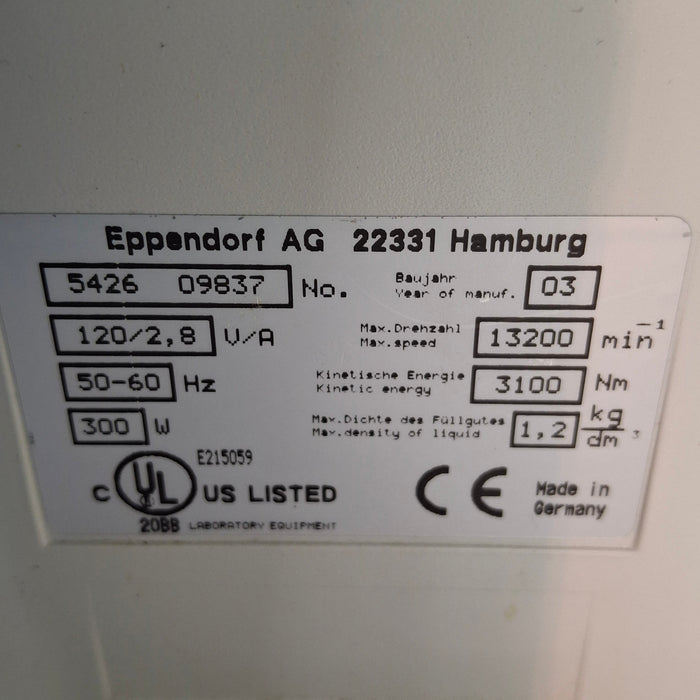 Eppendorf AG 22331 Hamburg
5426 09837 No.
Baujahr
Year of manuf. 03
120/2,8 V/A
Max.Drehzahl
Max.speed 13200 min⁻¹
50-60 Hz
Kinetische Energie
Kinetic energy 3100 Nm
300 W
Max.Dichte des Füllgutes
Max.density of liquid 1,2 kg/dm³
E215059
C UL US LISTED
20BB LABORATORY EQUIPMENT
CE
Made in
Germany